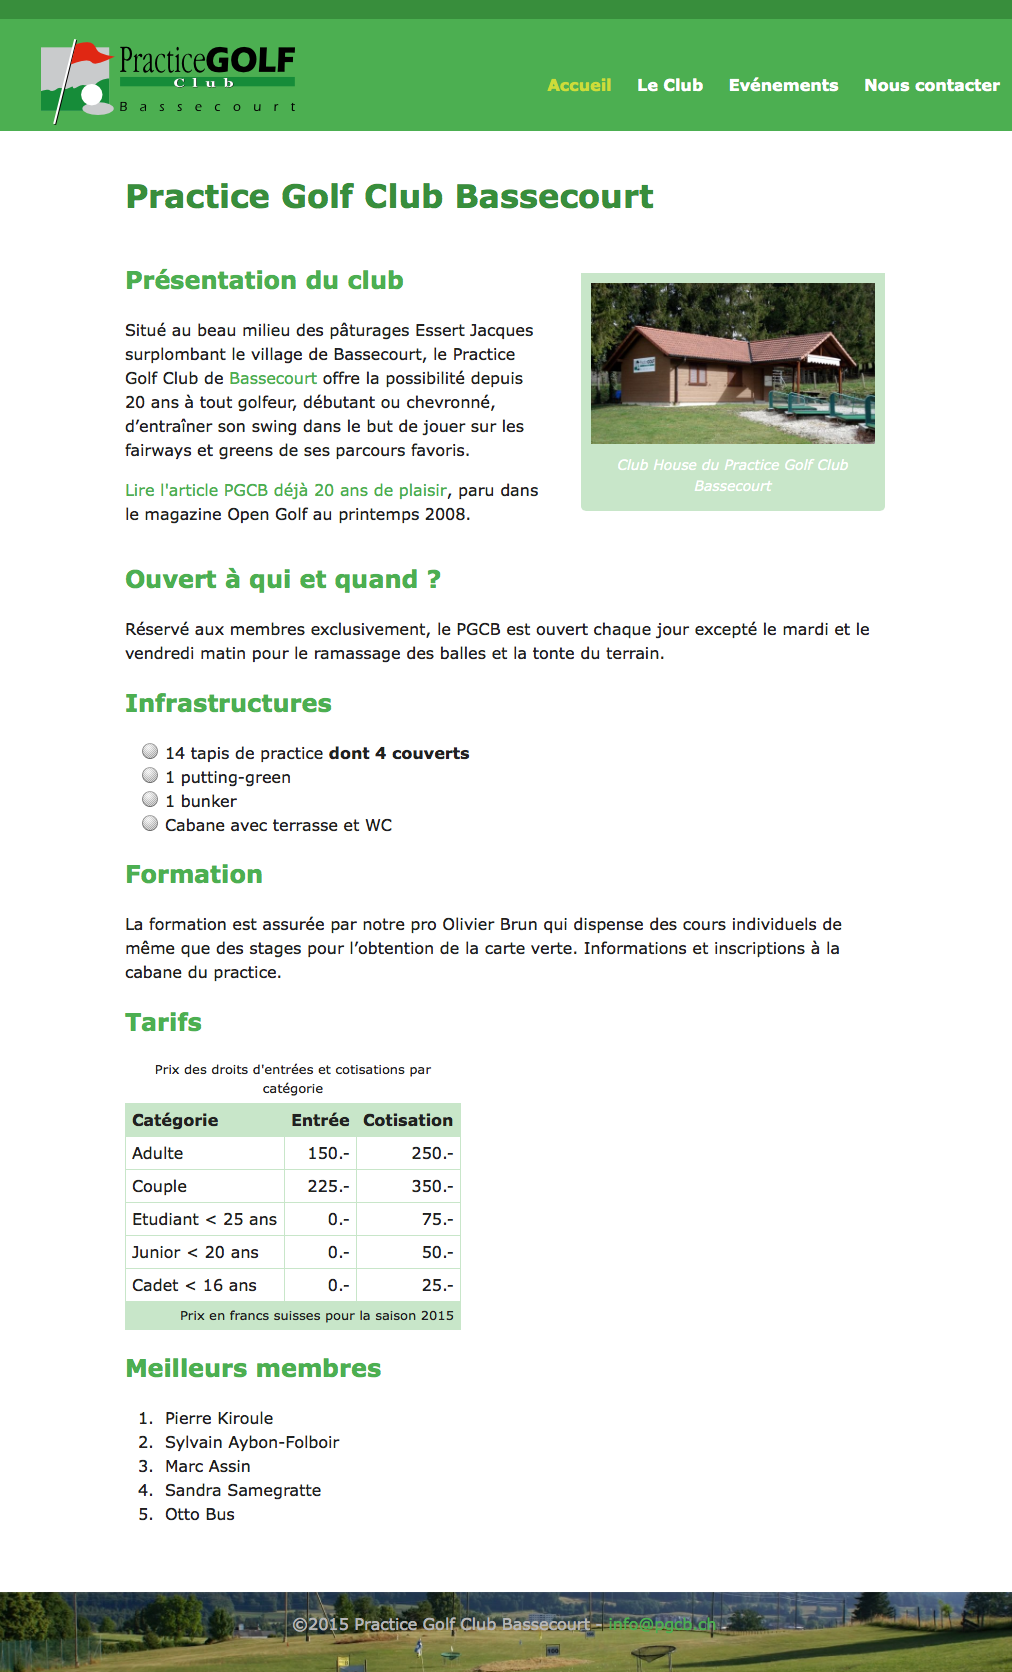 PracticeGOLF
Club
Bassecourt
Accueil Le Club Evénements Nous contacter
Practice Golf Club Bassecourt
Présentation du club
Situé au beau milieu des pâturages Essert Jacques
surplombant le village de Bassecourt, le Practice
Golf Club de Bassecourt offre la possibilité depuis
20 ans à tout golfeur, débutant ou chevronné,
d’entraîner son swing dans le but de jouer sur les
fairways et greens de ses parcours favoris.
Lire l'article PGCB déjà 20 ans de plaisir, paru dans
le magazine Open Golf au printemps 2008.
Club House du Practice Golf Club
Bassecourt
Ouvert à qui et quand ?
Réservé aux membres exclusivement, le PGCB est ouvert chaque jour excepté le mardi et le
vendredi matin pour le ramassage des balles et la tonte du terrain.
Infrastructures
14 tapis de practice dont 4 couverts
1 putting-green
1 bunker
Cabane avec terrasse et WC
Formation
La formation est assurée par notre pro Olivier Brun qui dispense des cours individuels de
même que des stages pour l’obtention de la carte verte. Informations et inscriptions à la
cabane du practice.
Tarifs
Prix des droits d'entrées et cotisations par
catégorie
Catégorie Entrée Cotisation
Adulte 150.- 250.-
Couple 225.- 350.-
Etudiant < 25 ans 0.- 75.-
Junior < 20 ans 0.- 50.-
Cadet < 16 ans 0.- 25.-
Prix en francs suisses pour la saison 2015
Meilleurs membres
1. Pierre Kiroule
2. Sylvain Aybon-Folboir
3. Marc Assin
4. Sandra Samegratte
5. Otto Bus
©2015 Practice Golf Club Bassecourt - info@pgcb.ch